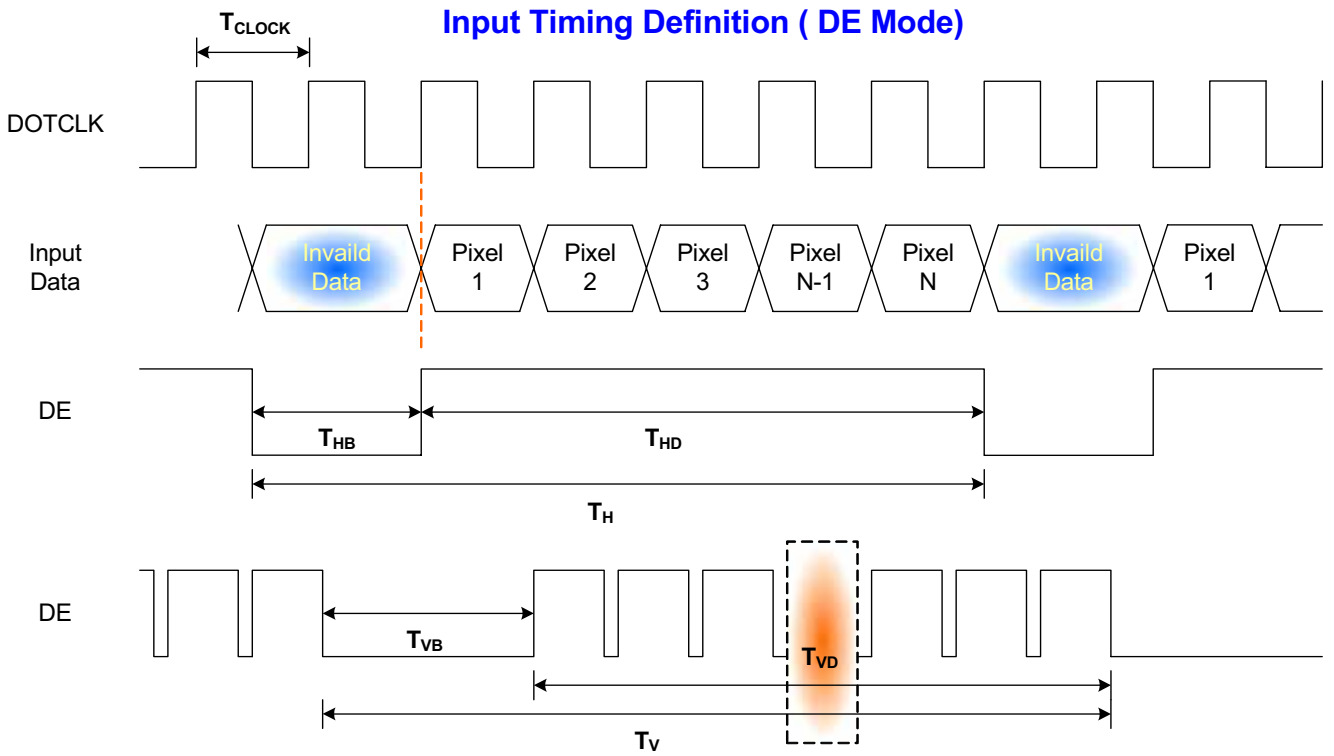 Input Timing Definition ( DE Mode)
TCLOCK
DOTCLK
Input
Data
Invaild
Data
Pixel
1
Pixel
2
Pixel
3
Pixel
N-1
Pixel
N
Invaild
Data
Pixel
1
DE
THB
THD
TH
DE
TVB
TVD
TV